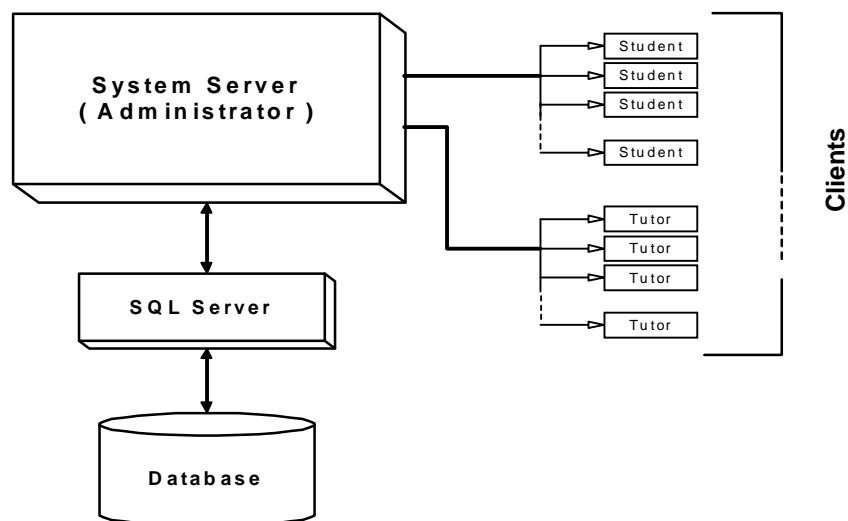 System Server
(Administrator)
Student
Student
Student
Student
Tutor
Tutor
Tutor
Tutor
Clients
SQL Server
Database